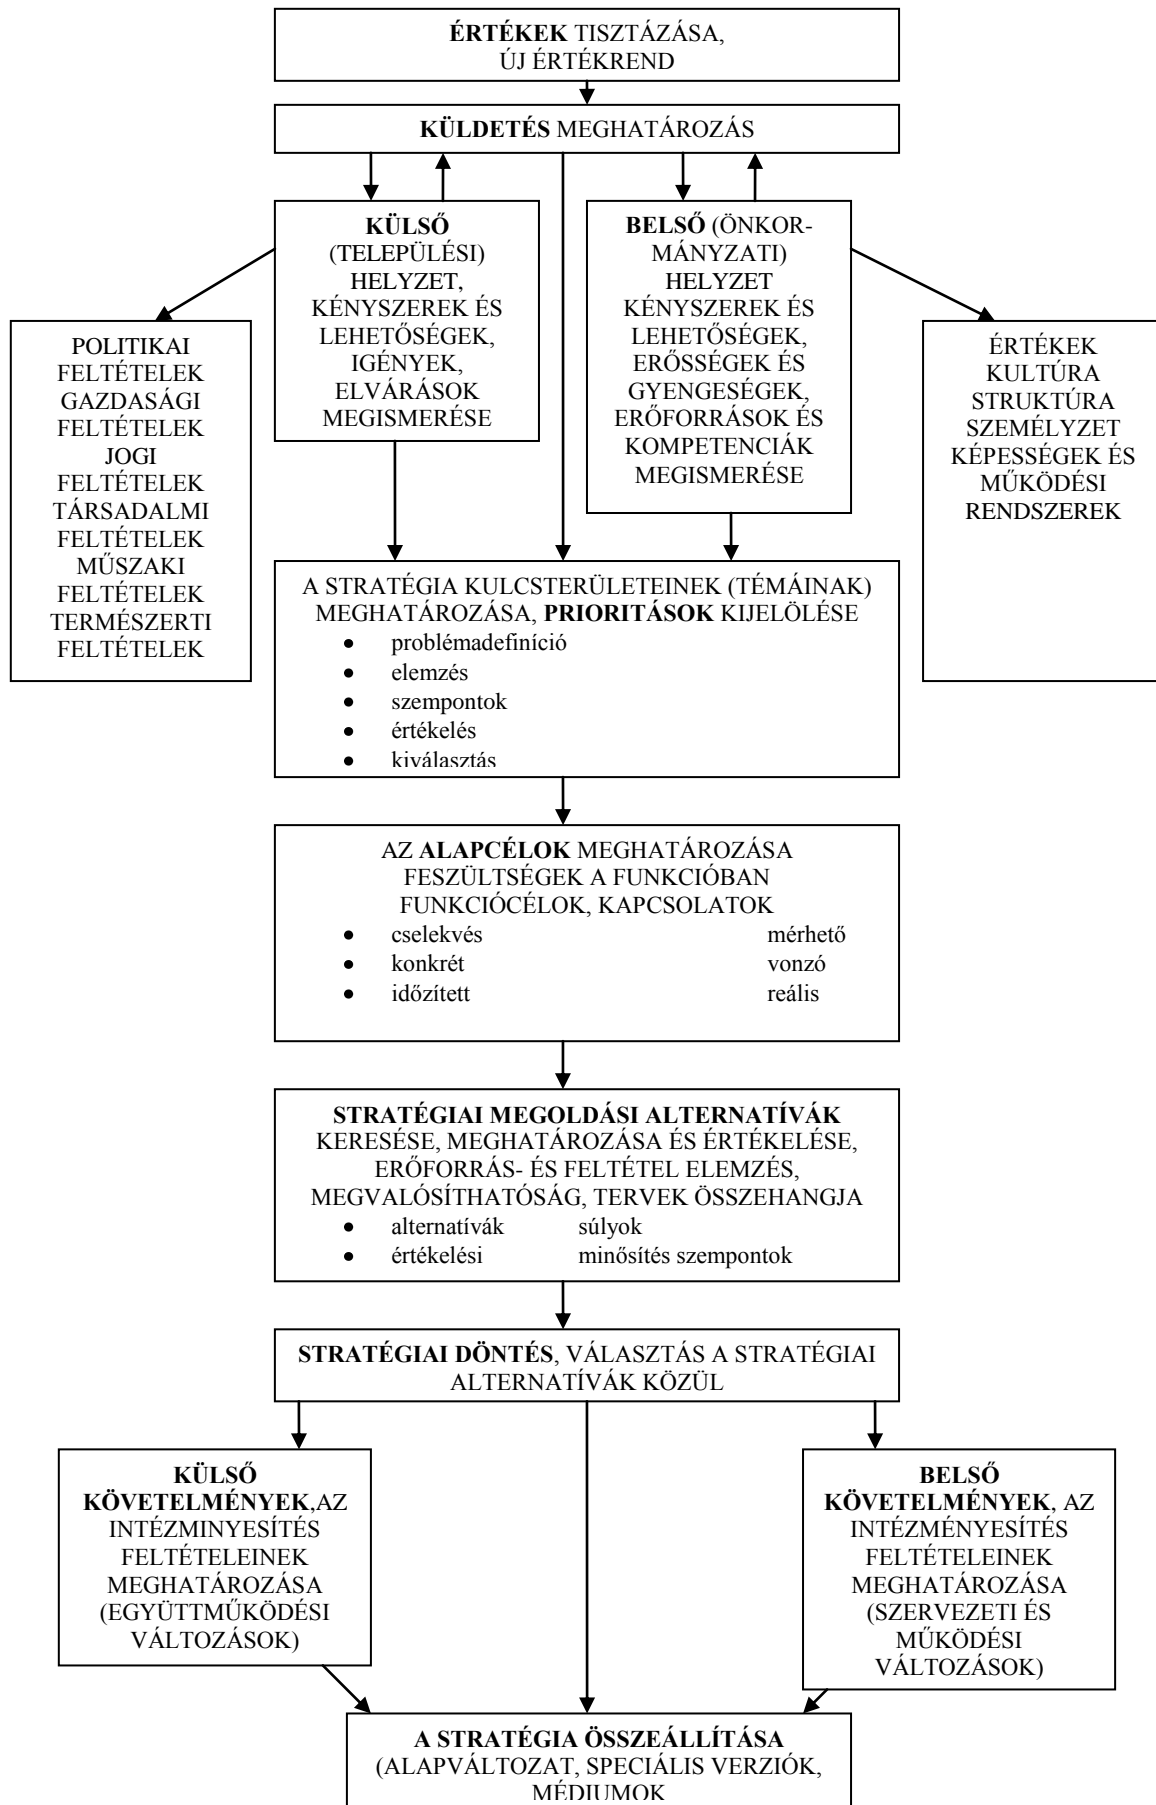 ÉRTÉKEK TISZTÁZÁSA,
ÚJ ÉRTÉKREND
KÜLDETÉS MEGHATÁROZÁS
KÜLSŐ
(TELEPÜLÉSI)
HELYZET,
KÉNYSZEREK ÉS
LEHETŐSÉGEK,
IGÉNYEK,
ELVÁRÁSOK
MEGISMERÉSE
BELSŐ (ÖNKOR-
MÁNYZATI)
HELYZET
KÉNYSZEREK ÉS
LEHETŐSÉGEK,
ERŐSSÉGEK ÉS
GYENGESÉGEK,
ERŐFORRÁSOK ÉS
KOMPETENCIÁK
MEGISMERÉSE
POLITIKAI
FELTÉTELEK
GAZDASÁGI
FELTÉTELEK
JOGI
FELTÉTELEK
TÁRSADALMI
FELTÉTELEK
MŰSZAKI
FELTÉTELEK
TERMÉSZERTI
FELTÉTELEK
ÉRTÉKEK
KULTÚRA
STRUKTÚRA
SZEMÉLYZET
KÉPESSÉGEK ÉS
MŰKÖDÉSI
RENDSZEREK
A STRATÉGIA KULCSTERÜLETEINEK (TÉMÁINAK)
MEGHATÁROZÁSA, PRIORITÁSOK KIJELÖLÉSE
• problémadefiníció
• elemzés
• szempontok
• értékelés
• kiválasztás
AZ ALAPCÉLOK MEGHATÁROZÁSA
FESZÜLTSÉGEK A FUNKCIÓBAN
FUNKCIÓCÉLOK, KAPCSOLATOK
• cselekvés mérhető
• konkrét vonzó
• időzített reális
STRATÉGIAI MEGOLDÁSI ALTERNATÍVÁK
KERESÉSE, MEGHATÁROZÁSA ÉS ÉRTÉKELÉSE,
ERŐFORRÁS- ÉS FELTÉTEL ELEMZÉS,
MEGVALÓSÍTHATÓSÁG, TERVEK ÖSSZEHANGJA
• alternatívák súlyok
• értékelési minősítés szempontok
STRATÉGIAI DÖNTÉS, VÁLASZTÁS A STRATÉGIAI
ALTERNATÍVÁK KÖZÜL
KÜLSŐ
KÖVETELMÉNYEK,AZ
INTÉZMINYESÍTÉS
FELTÉTELEINEK
MEGHATÁROZÁSA
(EGYÜTTMŰKÖDÉSI
VÁLTOZÁSOK)
BELSŐ
KÖVETELMÉNYEK, AZ
INTÉZMÉNYESÍTÉS
FELTÉTELEINEK
MEGHATÁROZÁSA
(SZERVEZETI ÉS
MŰKÖDÉSI
VÁLTOZÁSOK)
A STRATÉGIA ÖSSZEÁLLÍTÁSA
(ALAPVÁLTOZAT, SPECIÁLIS VERZIÓK,
MÉDIUMOK